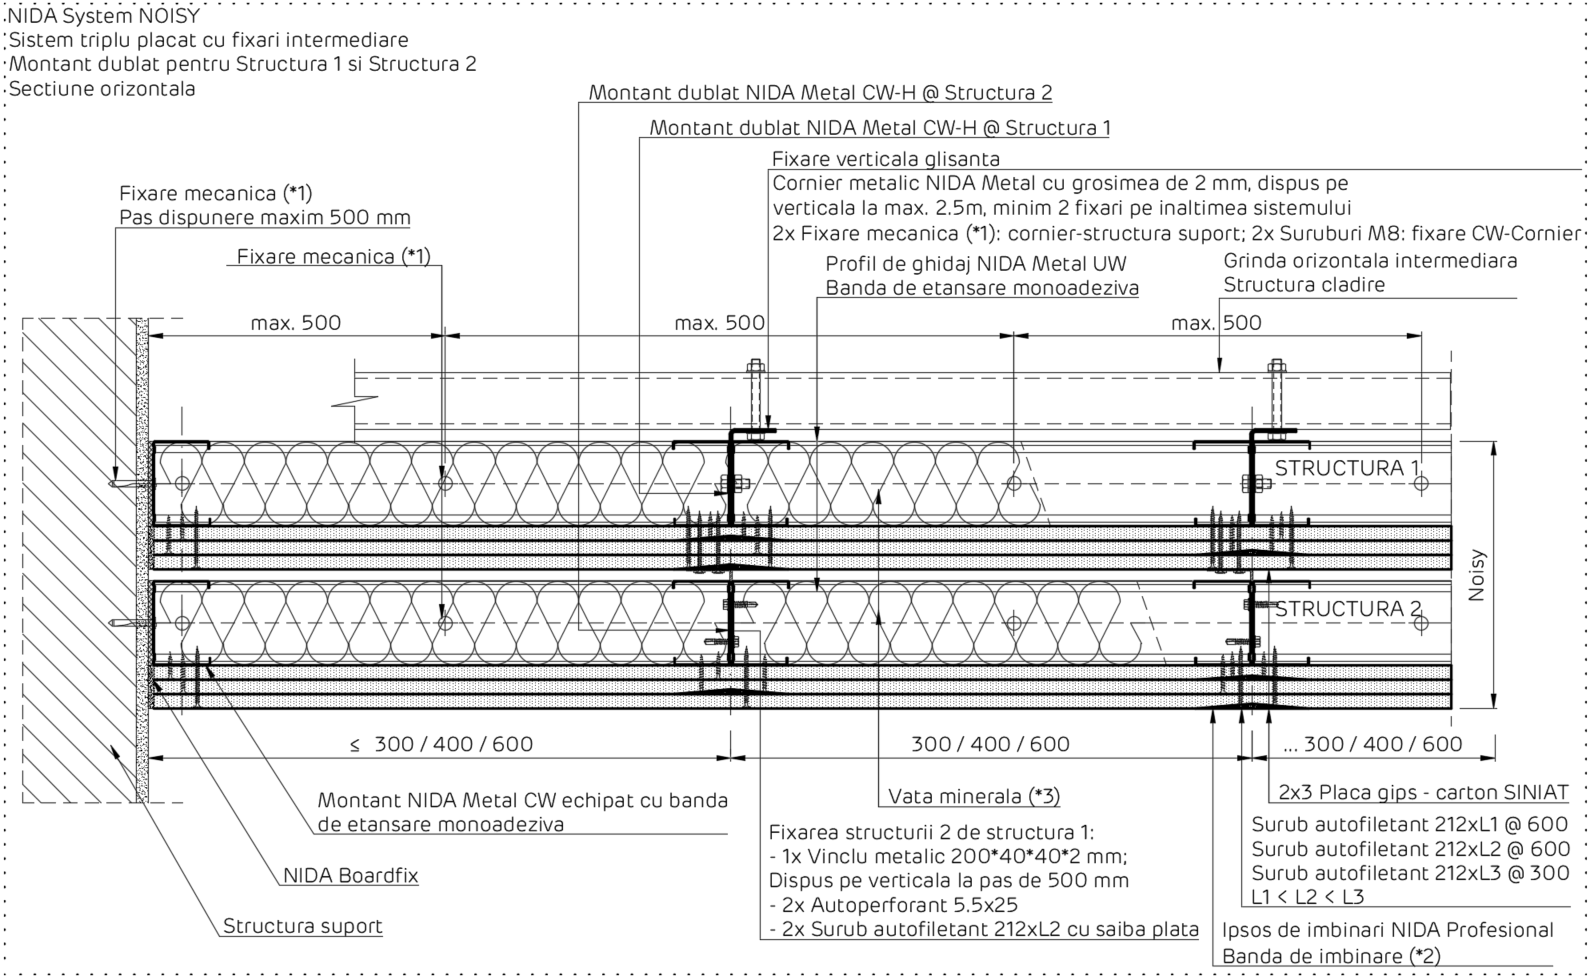 NIDA System NOISY
Sistem triplu placat cu fixari intermediare
Montant dublat pentru Structura 1 si Structura 2
Sectiune orizontala
Montant dublat NIDA Metal CW-H @ Structura 2
Montant dublat NIDA Metal CW-H @ Structura 1
Fixare verticala glisanta
Cornier metalic NIDA Metal cu grosimea de 2 mm, dispus pe
verticala la max. 2.5m, minim 2 fixari pe inaltimea sistemului
2x Fixare mecanica (*1): cornier-structura suport; 2x Suruburi M8: fixare CW-Cornier
Fixare mecanica (*1)
Pas dispunere maxim 500 mm
Fixare mecanica (*1)
Profil de ghidaj NIDA Metal UW
Banda de etansare monoadeziva
Grinda orizontala intermediara
Structura cladire
max. 500
max. 500
max. 500
STRUCTURA 1
STRUCTURA 2
Noisy
≤ 300 / 400 / 600
300 / 400 / 600
... 300 / 400 / 600
Montant NIDA Metal CW echipat cu banda
de etansare monoadeziva
NIDA Boardfix
Structura suport
Vata minerala (*3)
Fixarea structurii 2 de structura 1:
- 1x Vinclu metalic 200*40*40*2 mm;
Dispus pe verticala la pas de 500 mm
- 2x Autoperforant 5.5x25
- 2x Surub autofiletant 212xL2 cu saiba plata
2x3 Placa gips - carton SINIAT
Surub autofiletant 212xL1 @ 600
Surub autofiletant 212xL2 @ 600
Surub autofiletant 212xL3 @ 300
L1 < L2 < L3
Ipsos de imbinari NIDA Profesional
Banda de imbinare (*2)